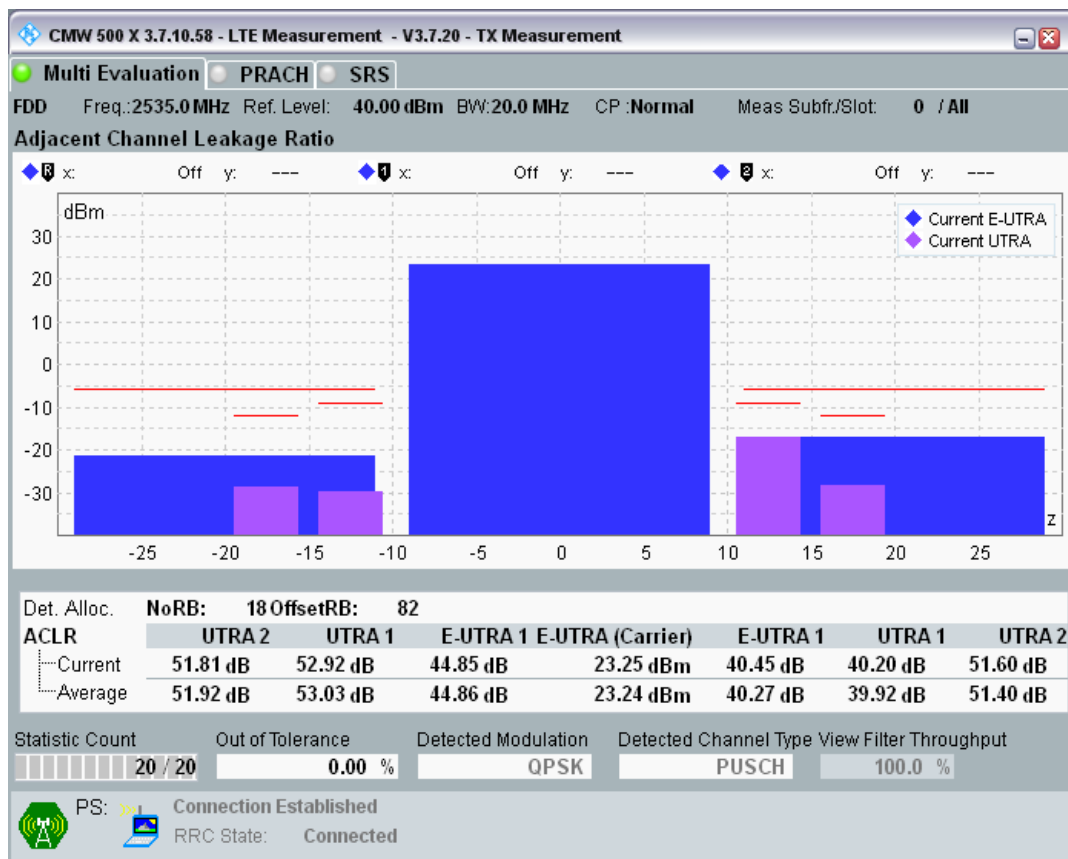 CMW 500 X 3.7.10.58 - LTE Measurement - V3.7.20 - TX Measurement
Multi Evaluation PRACH SRS
FDD Freq.:2535.0 MHz Ref. Level: 40.00 dBm BW:20.0 MHz CP :Normal Meas Subfr./Slot: 0 / All
Adjacent Channel Leakage Ratio
R x: Off y: --- 1 x: Off y: --- 2 x: Off y: ---
dBm
Current E-UTRA
Current UTRA
30
20
10
0
-10
-20
-30
z
-25 -20 -15 -10 -5 0 5 10 15 20 25
Det. Alloc. NoRB: 18 OffsetRB: 82
ACLR UTRA 2 UTRA 1 E-UTRA 1 E-UTRA (Carrier) E-UTRA 1 UTRA 1 UTRA 2
Current 51.81 dB 52.92 dB 44.85 dB 23.25 dBm 40.45 dB 40.20 dB 51.60 dB
Average 51.92 dB 53.03 dB 44.86 dB 23.24 dBm 40.27 dB 39.92 dB 51.40 dB
Statistic Count Out of Tolerance Detected Modulation Detected Channel Type View Filter Throughput
20 / 20 0.00 % QPSK PUSCH 100.0 %
PS: Connection Established
RRC State: Connected